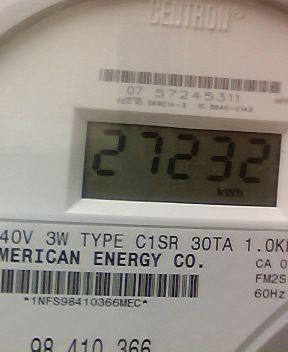 CENTRON®
07 57245311
27232
kWh
40V 3W TYPE C1SR 30TA 1.0K
MERICAN ENERGY CO.
CA 0
FM2S
60Hz
*1NFS98410366MEC*
98 410 366